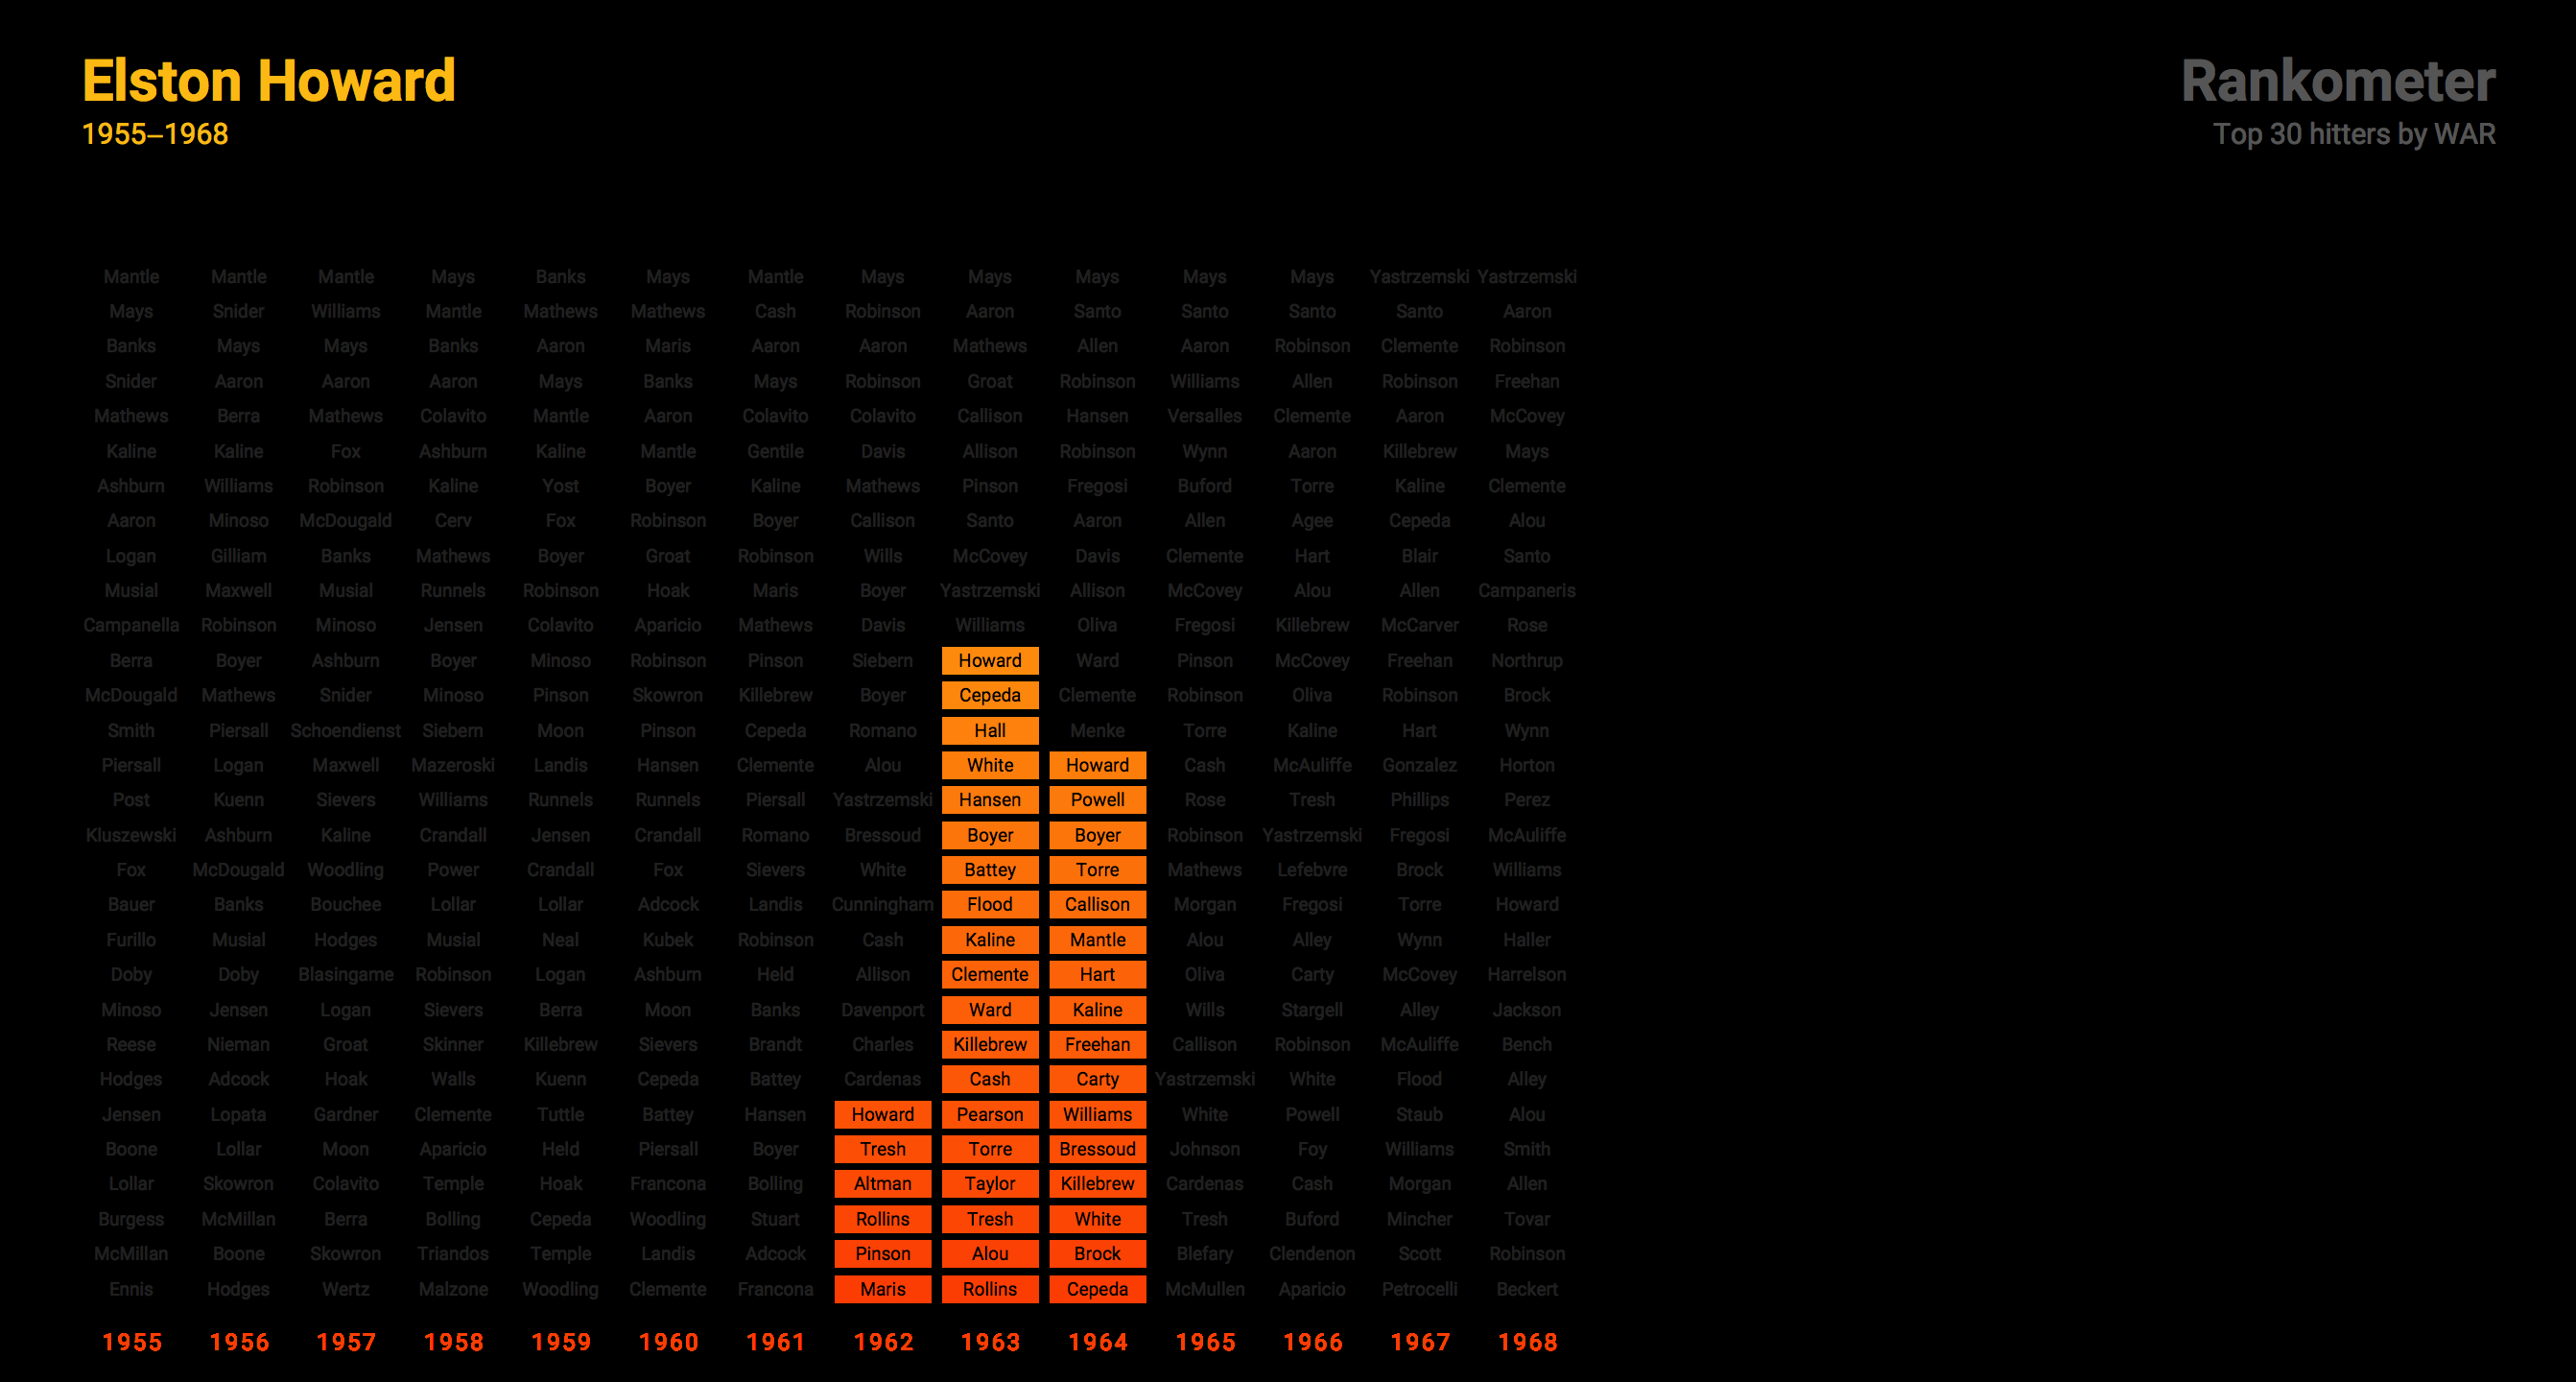 Elston Howard
1955–1968
Rankometer
Top 30 hitters by WAR
Mantle Mantle Mantle Mays Banks Mays Mantle Mays Mays Mays Mays Mays Yastrzemski Yastrzemski
Mays Snider Williams Mantle Mathews Mathews Cash Robinson Aaron Santo Santo Santo Santo Aaron
Banks Mays Mays Banks Aaron Maris Aaron Aaron Mathews Allen Aaron Robinson Clemente Robinson
Snider Aaron Aaron Aaron Mays Banks Mays Robinson Groat Robinson Williams Allen Robinson Freehan
Mathews Berra Mathews Colavito Mantle Aaron Colavito Colavito Callison Hansen Versalles Clemente Aaron McCovey
Kaline Kaline Fox Ashburn Kaline Mantle Gentile Davis Allison Robinson Wynn Aaron Killebrew Mays
Ashburn Williams Robinson Kaline Yost Boyer Kaline Mathews Pinson Fregosi Buford Torre Kaline Clemente
Aaron Minoso McDougald Cerv Fox Robinson Boyer Callison Santo Aaron Allen Agee Cepeda Alou
Logan Gilliam Banks Mathews Boyer Groat Robinson Wills McCovey Davis Clemente Hart Blair Santo
Musial Maxwell Musial Runnels Robinson Hoak Maris Boyer Yastrzemski Allison McCovey Alou Allen Campaneris
Campanella Robinson Minoso Jensen Colavito Aparicio Mathews Davis Williams Oliva Fregosi Killebrew McCarver Rose
Berra Boyer Ashburn Boyer Minoso Robinson Pinson Siebern Howard Ward Pinson McCovey Freehan Northrup
McDougald Mathews Snider Minoso Pinson Skowron Killebrew Boyer Cepeda Clemente Robinson Oliva Robinson Brock
Smith Piersall Schoendienst Siebern Moon Pinson Cepeda Romano Hall Menke Torre Kaline Hart Wynn
Piersall Logan Maxwell Mazeroski Landis Hansen Clemente Alou White Howard Cash McAuliffe Gonzalez Horton
Post Kuenn Sievers Williams Runnels Runnels Piersall Yastrzemski Hansen Powell Rose Tresh Phillips Perez
Kluszewski Ashburn Kaline Crandall Jensen Crandall Romano Bressoud Boyer Boyer Robinson Yastrzemski Fregosi McAuliffe
Fox McDougald Woodling Power Crandall Fox Sievers White Battey Torre Mathews Lefebvre Brock Williams
Bauer Banks Bouchee Lollar Lollar Adcock Landis Cunningham Flood Callison Morgan Fregosi Torre Howard
Furillo Musial Hodges Musial Neal Kubek Robinson Cash Kaline Mantle Alou Alley Wynn Haller
Doby Doby Blasingame Robinson Logan Ashburn Held Allison Clemente Hart Oliva Carty McCovey Harrelson
Minoso Jensen Logan Sievers Berra Moon Banks Davenport Ward Kaline Wills Stargell Alley Jackson
Reese Nieman Groat Skinner Killebrew Sievers Brandt Charles Killebrew Freehan Callison Robinson McAuliffe Bench
Hodges Adcock Hoak Walls Kuenn Cepeda Battey Cardenas Cash Carty Yastrzemski White Flood Alley
Jensen Lopata Gardner Clemente Tuttle Battey Hansen Howard Pearson Williams White Powell Staub Alou
Boone Lollar Moon Aparicio Held Piersall Boyer Tresh Torre Bressoud Johnson Foy Williams Smith
Lollar Skowron Colavito Temple Hoak Francona Bolling Altman Taylor Killebrew Cardenas Cash Morgan Allen
Burgess McMillan Berra Bolling Cepeda Woodling Stuart Rollins Tresh White Tresh Buford Mincher Tovar
McMillan Boone Skowron Triandos Temple Landis Adcock Pinson Alou Brock Blefary Clendenon Scott Robinson
Ennis Hodges Wertz Malzone Woodling Clemente Francona Maris Rollins Cepeda McMullen Aparicio Petrocelli Beckert
1955 1956 1957 1958 1959 1960 1961 1962 1963 1964 1965 1966 1967 1968